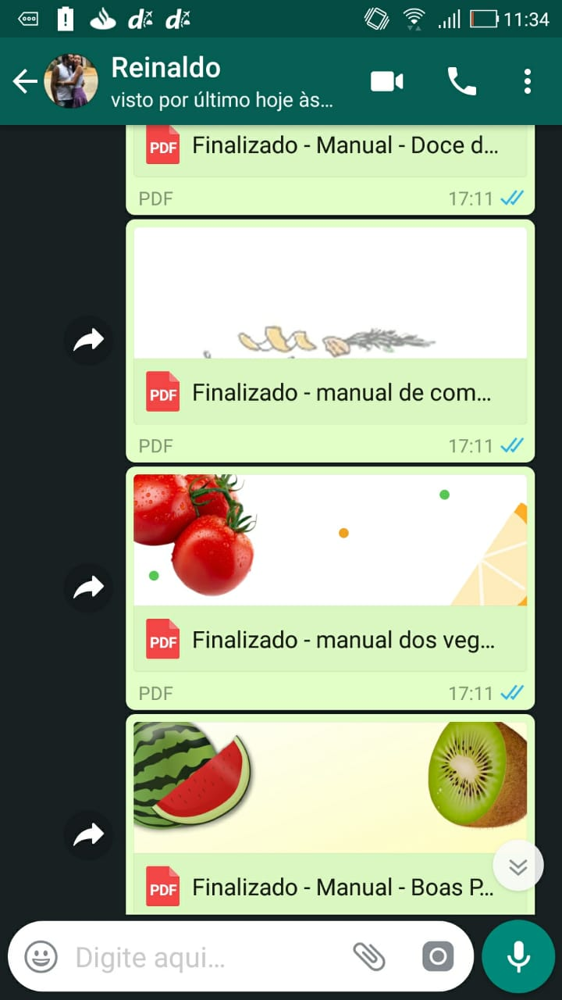 11:34
Reinaldo
visto por último hoje às...
PDF Finalizado - Manual - Doce d...
PDF 17:11
PDF Finalizado - manual de com...
PDF 17:11
PDF Finalizado - manual dos veg...
PDF 17:11
PDF Finalizado - Manual - Boas P...
Digite aqui...